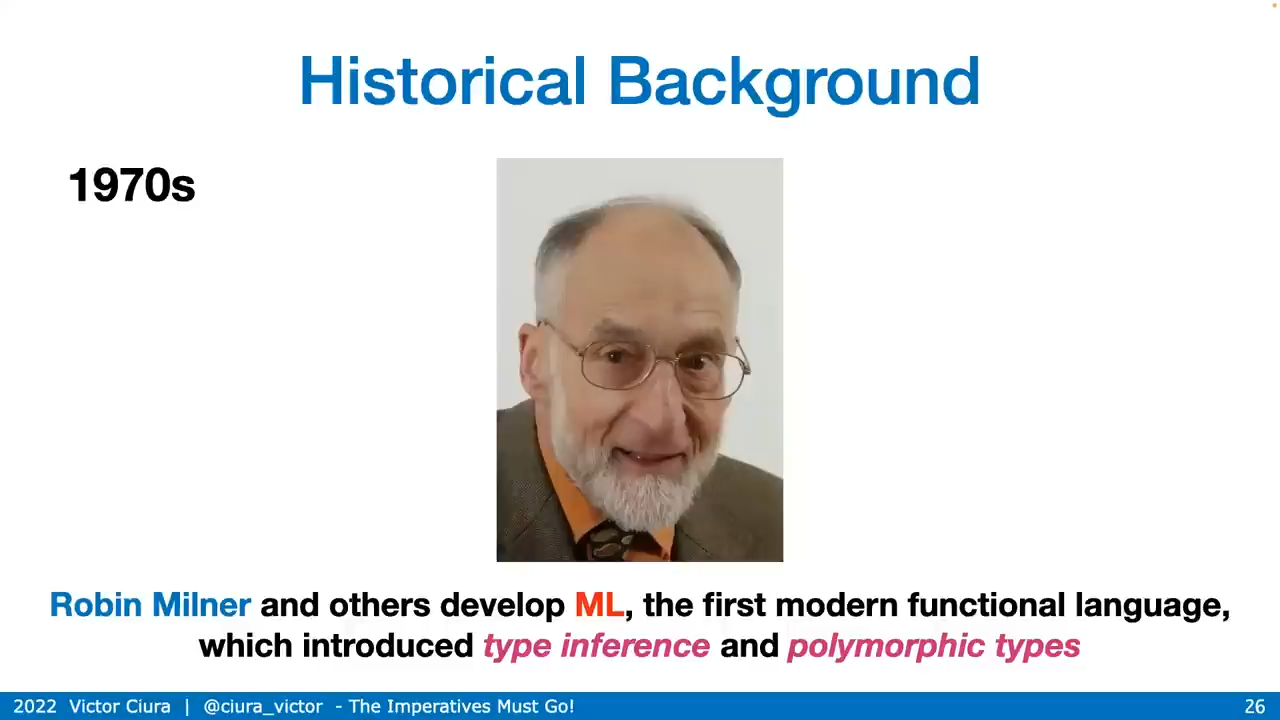 Historical Background
1970s
Robin Milner and others develop ML, the first modern functional language,
which introduced type inference and polymorphic types
2022 Victor Ciura | @ciura_victor - The Imperatives Must Go!
26